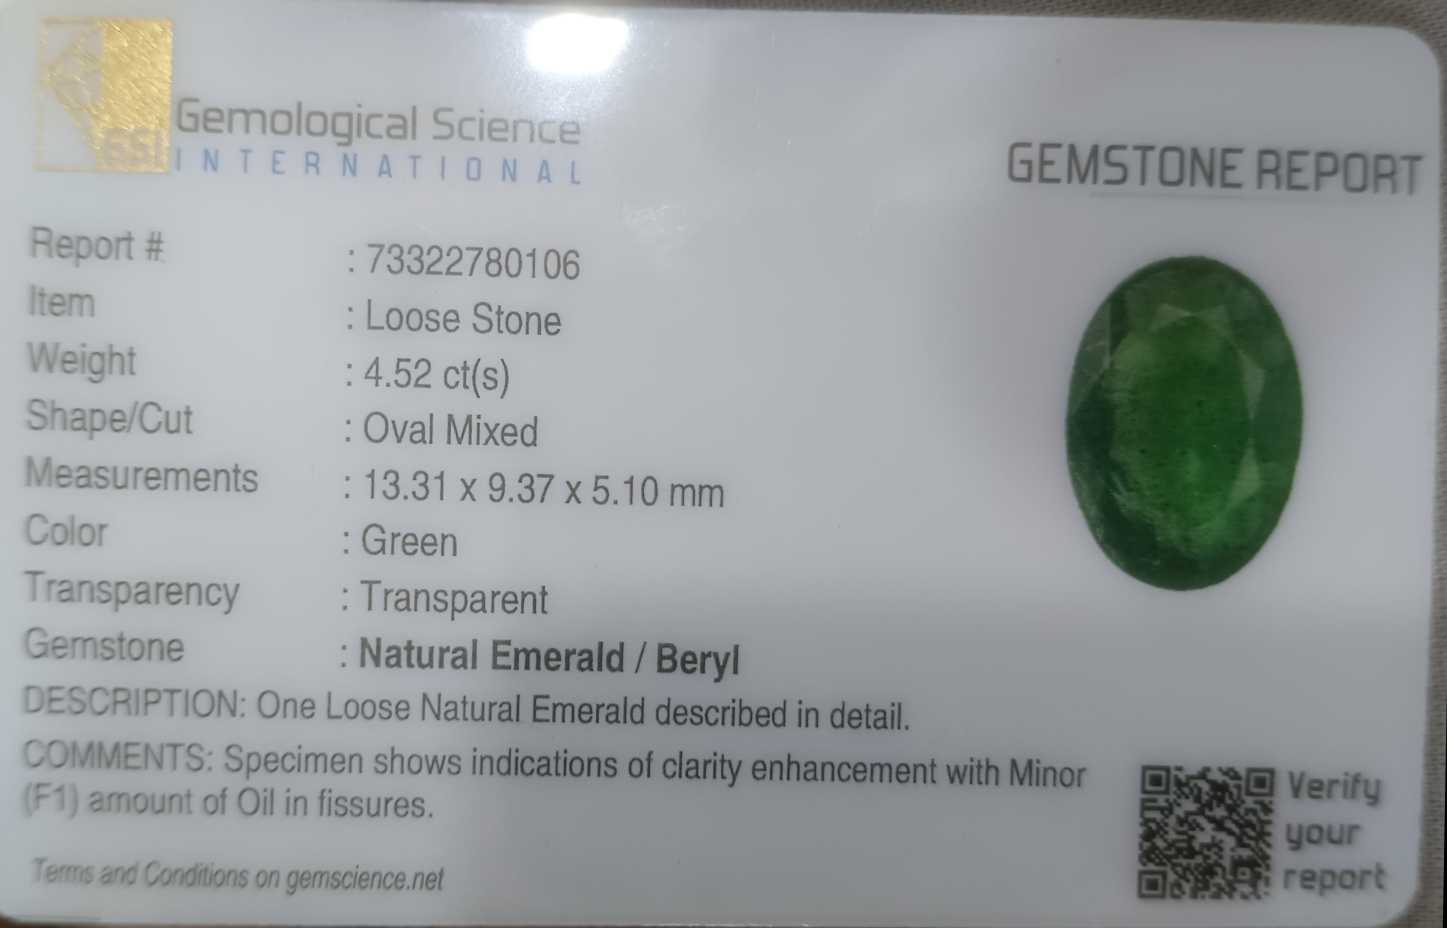 GSI
Gemological Science
INTERNATIONAL
GEMSTONE REPORT
Report # : 73322780106
Item : Loose Stone
Weight : 4.52 ct(s)
Shape/Cut : Oval Mixed
Measurements : 13.31 x 9.37 x 5.10 mm
Color : Green
Transparency : Transparent
Gemstone : Natural Emerald / Beryl
DESCRIPTION: One Loose Natural Emerald described in detail.
COMMENTS: Specimen shows indications of clarity enhancement with Minor
(F1) amount of Oil in fissures.
Terms and Conditions on gemscience.net
Verify
your
report